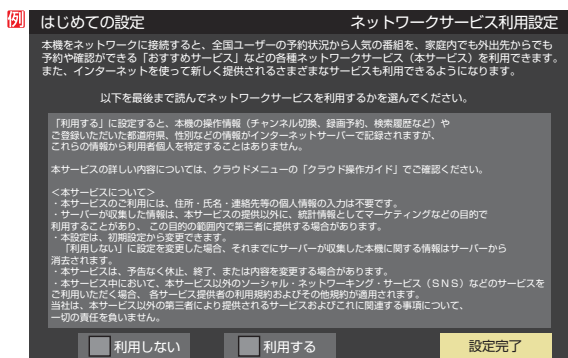 例
はじめての設定 ネットワークサービス利用設定
本機をネットワークに接続すると、全国ユーザーの予約状況から人気の番組を、家庭内でも外出先からでも
予約や確認ができる「おすすめサービス」などの各種ネットワークサービス（本サービス）を利用できます。
また、インターネットを使って新しく提供されるさまざまなサービスも利用できるようになります。
以下を最後まで読んでネットワークサービスを利用するかを選んでください。
「利用する」に設定すると、本機の操作情報（チャンネル切換、録画予約、検索履歴など）や
ご登録いただいた都道府県、性別などの情報がインターネットサーバーで記録されますが、
これらの情報から利用者個人を特定することはありません。
本サービスの詳しい内容については、クラウドメニューの「クラウド操作ガイド」でご確認ください。
＜本サービスについて＞
・本サービスのご利用には、住所・氏名・連絡先等の個人情報の入力は不要です。
・サーバーが収集した情報は、本サービスの提供以外に、統計情報としてマーケティングなどの目的で
利用することがあり、この目的の範囲内で第三者に提供する場合があります。
・本設定は、初期設定から変更できます。
「利用しない」に設定を変更した場合、それまでにサーバーが収集した本機に関する情報はサーバーから
消去されます。
・本サービスは、予告なく休止、終了、または内容を変更する場合があります。
・本サービス中において、本サービス以外のソーシャル・ネットワーキング・サービス（ＳＮＳ）などのサービスを
ご利用いただく場合、各サービス提供者の利用規約およびその他規約が適用されます。
当社は、本サービス以外の第三者により提供されるサービスおよびこれに関連する事項について、
一切の責任を負いません。
利用しない 利用する 設定完了